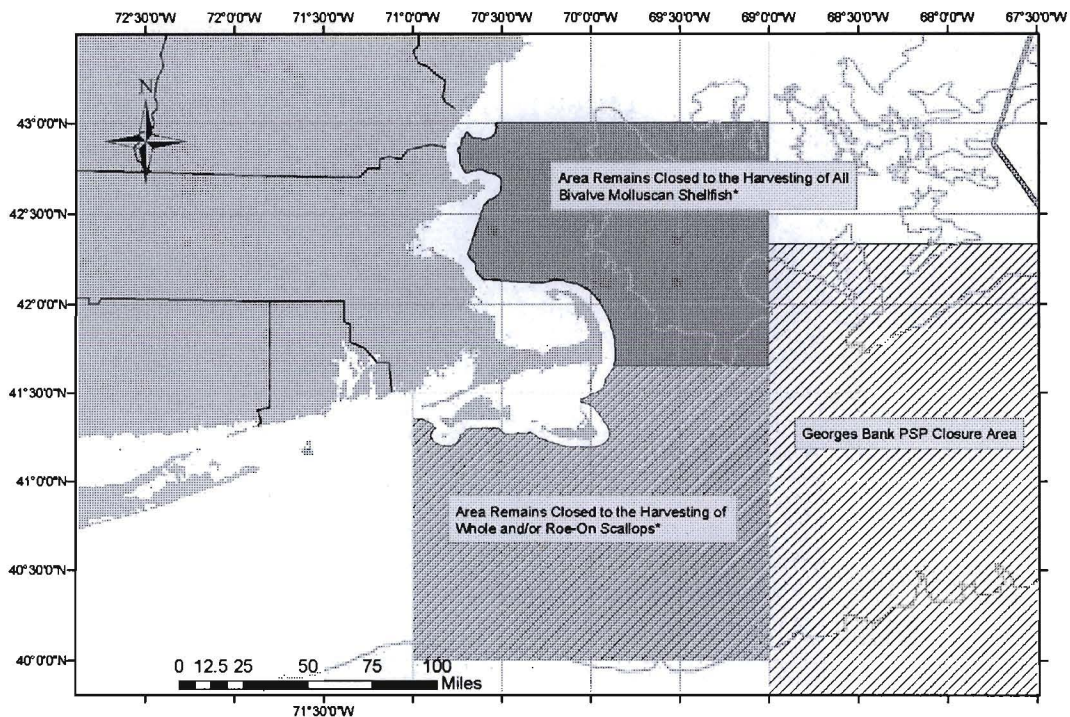 72°30'0"W 72°0'0"W 71°30'0"W 71°0'0"W 70°30'0"W 70°0'0"W 69°30'0"W 69°0'0"W 68°30'0"W 68°0'0"W 67°30'0"W
N
43°0'0"N
Area Remains Closed to the Harvesting of All
Bivalve Molluscan Shellfish*
42°30'0"N
42°0'0"N
41°30'0"N
Georges Bank PSP Closure Area
41°0'0"N
Area Remains Closed to the Harvesting of
Whole and/or Roe-On Scallops*
40°30'0"N
40°0'0"N
0 12.5 25 50 75 100
Miles
71°30'0"W